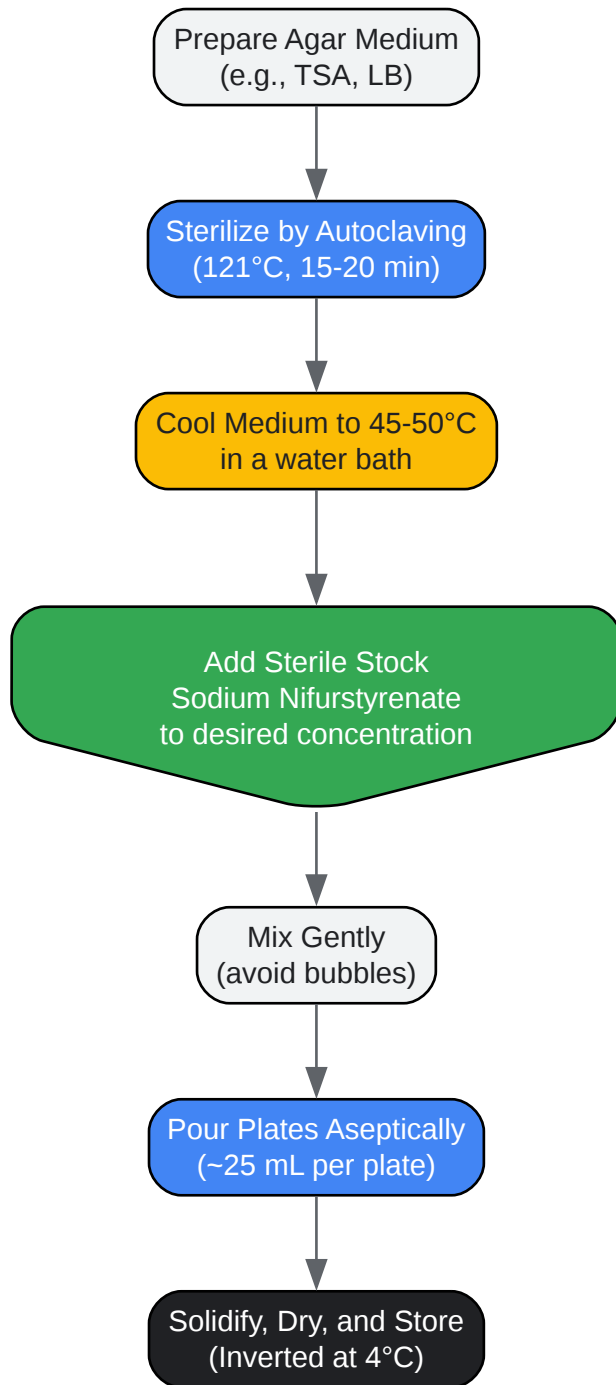 Prepare Agar Medium
(e.g., TSA, LB)
Sterilize by Autoclaving
(121°C, 15-20 min)
Cool Medium to 45-50°C
in a water bath
Add Sterile Stock
Sodium Nifurstyrenate
to desired concentration
Mix Gently
(avoid bubbles)
Pour Plates Aseptically
(~25 mL per plate)
Solidify, Dry, and Store
(Inverted at 4°C)